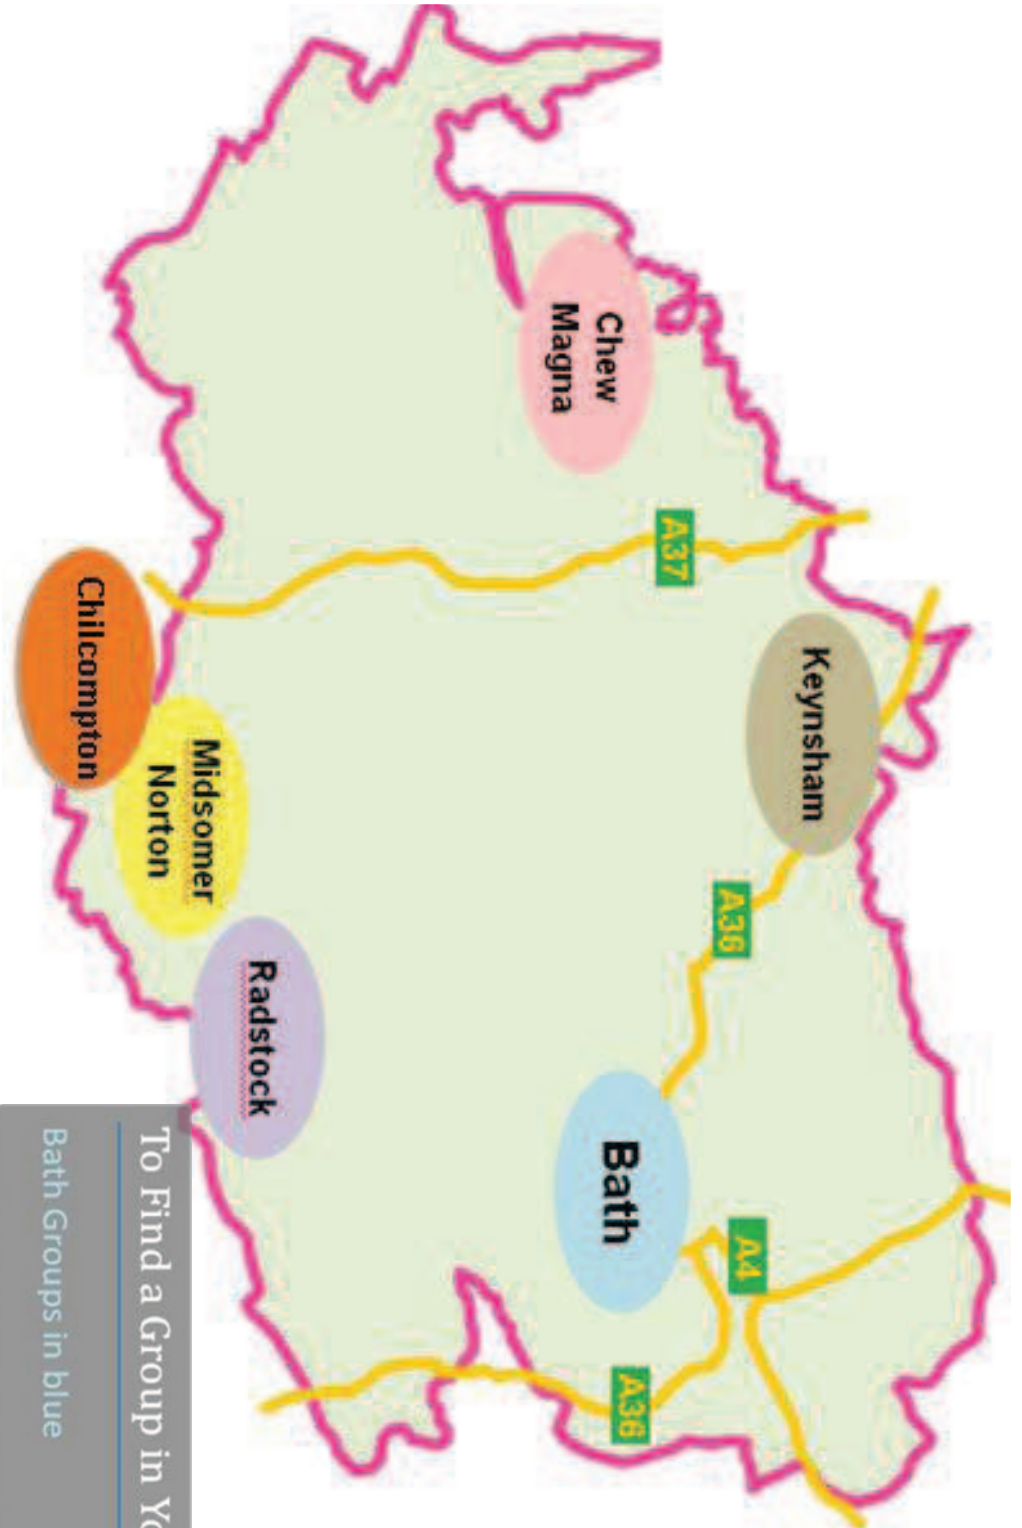 Keynsham
A37
A36
A4
Chew
Magna
Bath
A36
Radstock
Midsomer
Norton
Chilcompton
To Find a Group in
Bath Groups in blue